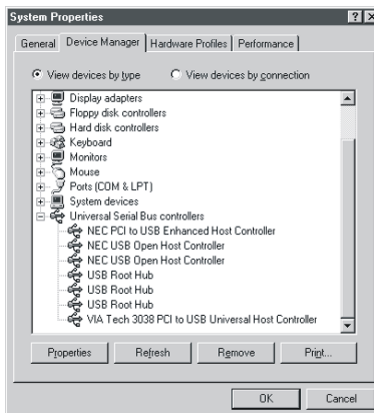 System Properties
General Device Manager Hardware Profiles Performance
View devices by type View devices by connection
Display adapters
Floppy disk controllers
Hard disk controllers
Keyboard
Monitors
Mouse
Ports (COM & LPT)
System devices
Universal Serial Bus controllers
NEC PCI to USB Enhanced Host Controller
NEC USB Open Host Controller
NEC USB Open Host Controller
USB Root Hub
USB Root Hub
USB Root Hub
VIA Tech 3038 PCI to USB Universal Host Controller
Properties Refresh Remove Print...
OK Cancel